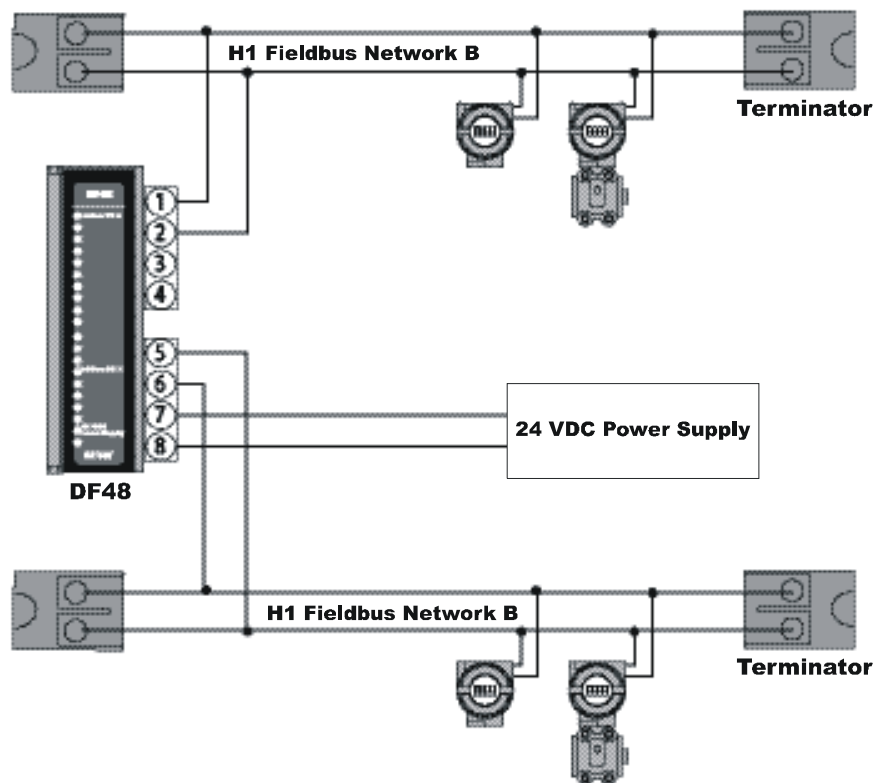 H1 Fieldbus Network B
Terminator
1
2
3
4
5
6
7
8
24 VDC Power Supply
DF48
H1 Fieldbus Network B
Terminator